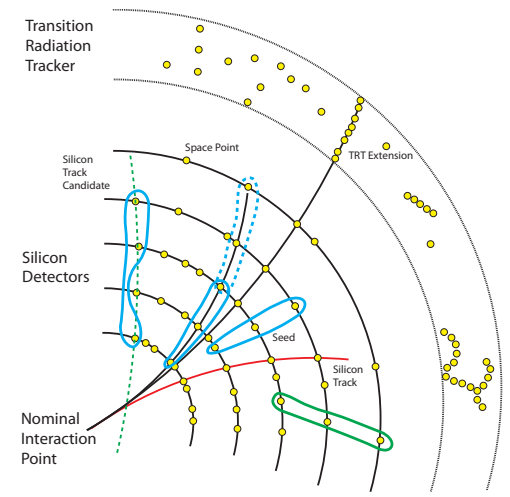 Transition
Radiation
Tracker
Space Point
TRT Extension
Silicon
Track
Candidate
Silicon
Detectors
Seed
Silicon
Track
Nominal
Interaction
Point